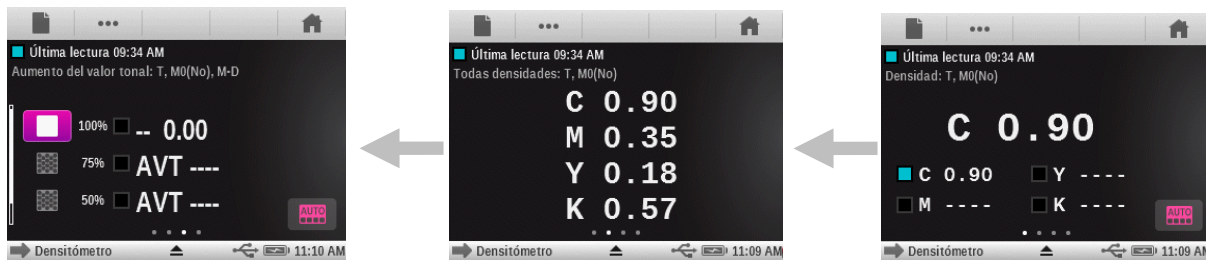 Última lectura 09:34 AM
Aumento del valor tonal: T, M0(No), M-D
100% -- 0.00
75% AVT ----
50% AVT ----
AUTO
Densitómetro 11:10 AM
Última lectura 09:34 AM
Todas densidades: T, M0(No)
C 0.90
M 0.35
Y 0.18
K 0.57
Densitómetro 11:09 AM
Última lectura 09:34 AM
Densidad: T, M0(No)
C 0.90
C 0.90 Y ----
M ---- K ----
AUTO
Densitómetro 11:09 AM